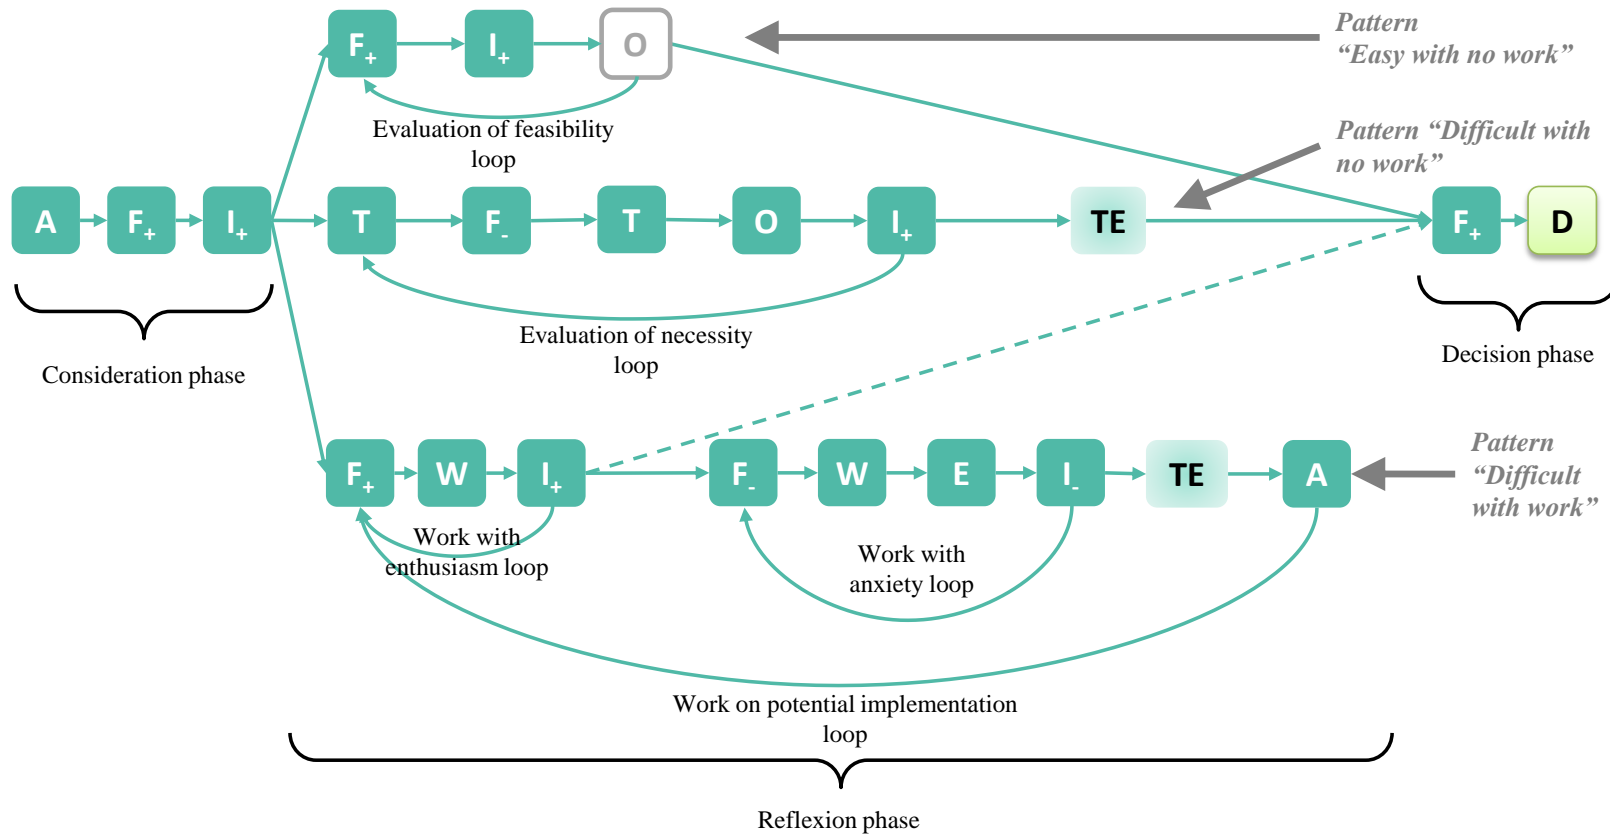 F+ I+ O
Pattern
“Easy with no work”
Evaluation of feasibility
loop
Pattern “Difficult with
no work”
A F+ I+ T F- T O I+ TE F+ D
Evaluation of necessity
loop
Consideration phase
Decision phase
F+ W I+ F- W E I- TE A
Pattern
“Difficult
with work”
Work with
enthusiasm loop
Work with
anxiety loop
Work on potential implementation
loop
Reflexion phase